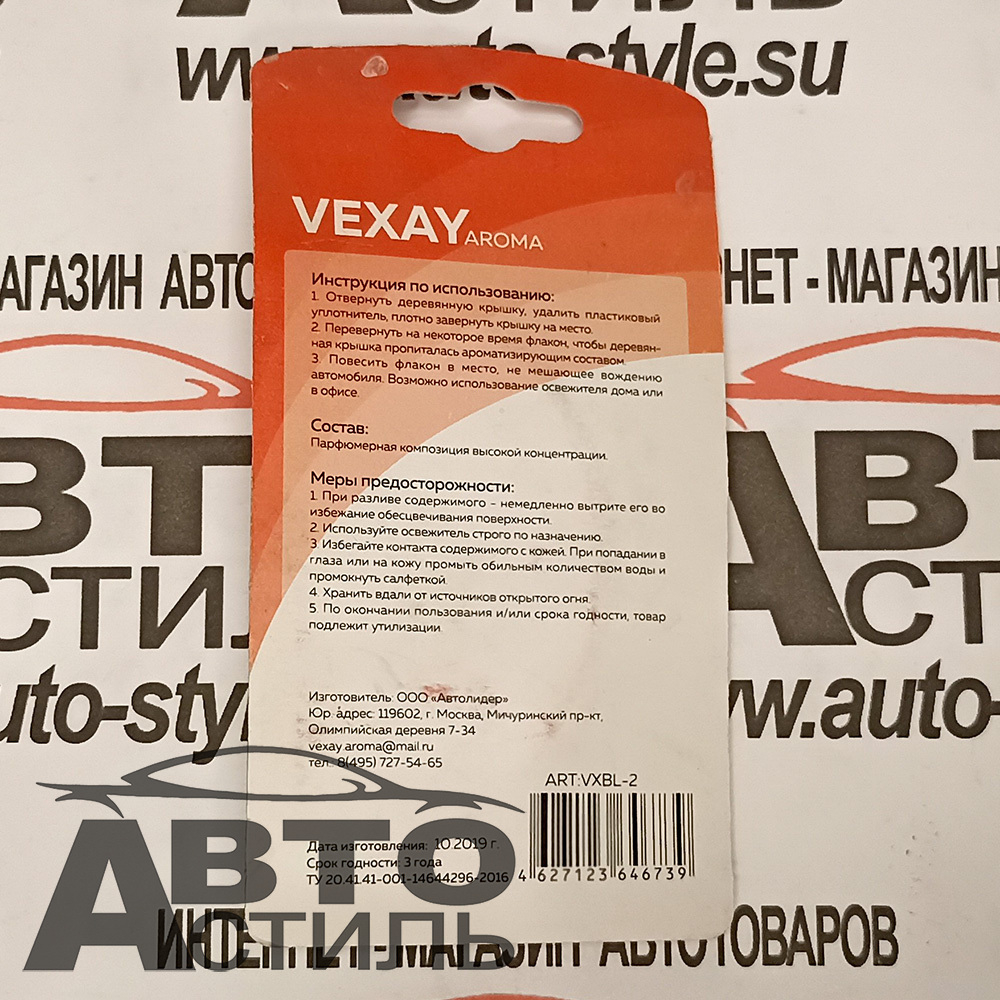 www.auto-style.su
VEXAY AROMA
МАГАЗИН АВТО
РНЕТ - МАГАЗИН
Инструкция по использованию:
1. Отвернуть деревянную крышку, удалить пластиковый
уплотнитель, плотно завернуть крышку на место.
2. Перевернуть на некоторое время флакон, чтобы деревян-
ная крышка пропиталась ароматизирующим составом.
3. Повесить флакон в место, не мешающее вождению
автомобиля. Возможно использование освежителя дома или
в офисе.
Состав:
Парфюмерная композиция высокой концентрации.
Меры предосторожности:
1. При разливе содержимого - немедленно вытрите его во
избежание обесцвечивания поверхности.
2. Используйте освежитель строго по назначению.
3. Избегайте контакта содержимого с кожей. При попадании в
глаза или на кожу промыть обильным количеством воды и
промокнуть салфеткой.
4. Хранить вдали от источников открытого огня.
5. По окончании пользования и/или срока годности, товар
подлежит утилизации.
Изготовитель: ООО «Автолидер»
Юр. адрес: 119602, г. Москва, Мичуринский пр-кт,
Олимпийская деревня 7-34
vexay.aroma@mail.ru
тел.: 8(495) 727-54-65
ART:VXBL-2
Дата изготовления: 10.2019 г.
Срок годности: 3 года
ТУ 20.41.41-001-14644296-2016
4 627123 646739
АВТО
СТИЛЬ
ИНТЕРНЕТ - МАГАЗИН АВТОТОВАРОВ